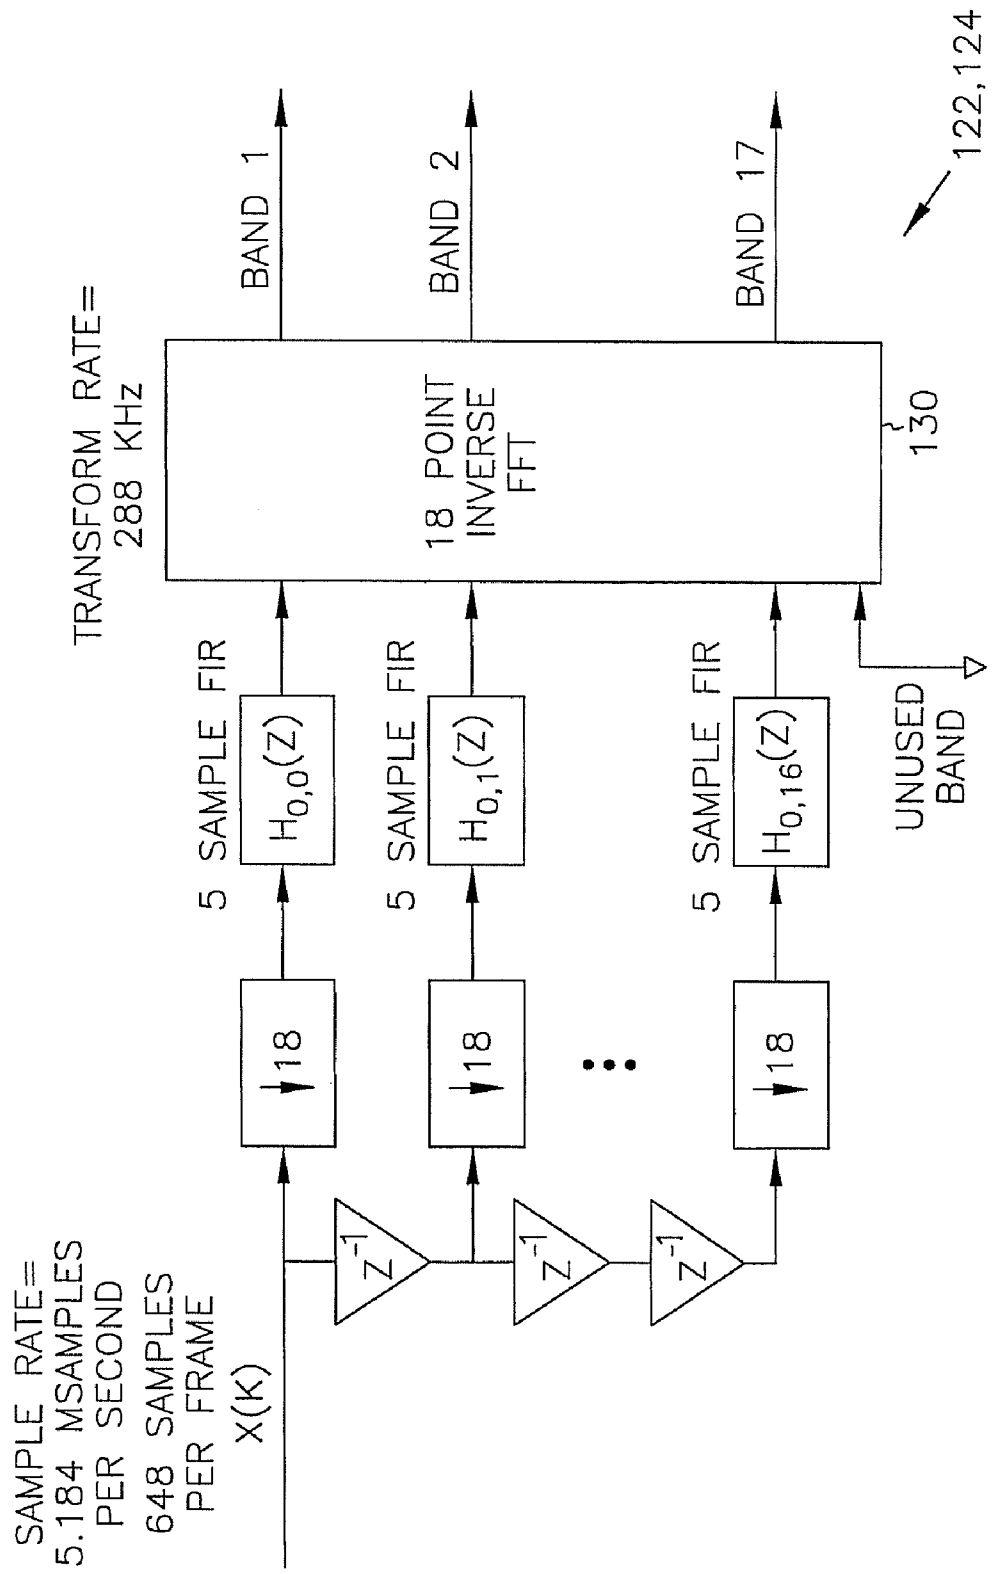 SAMPLE RATE=
5.184 MSAMPLES
PER SECOND
648 SAMPLES
PER FRAME
X(K)
Z-1
Z-1
Z-1
↓18
↓18
↓18
5 SAMPLE FIR
H0,0(Z)
5 SAMPLE FIR
H0,1(Z)
5 SAMPLE FIR
H0,16(Z)
UNUSED
BAND
TRANSFORM RATE=
288 KHz
18 POINT
INVERSE
FFT
130
BAND 1
BAND 2
BAND 17
122,124